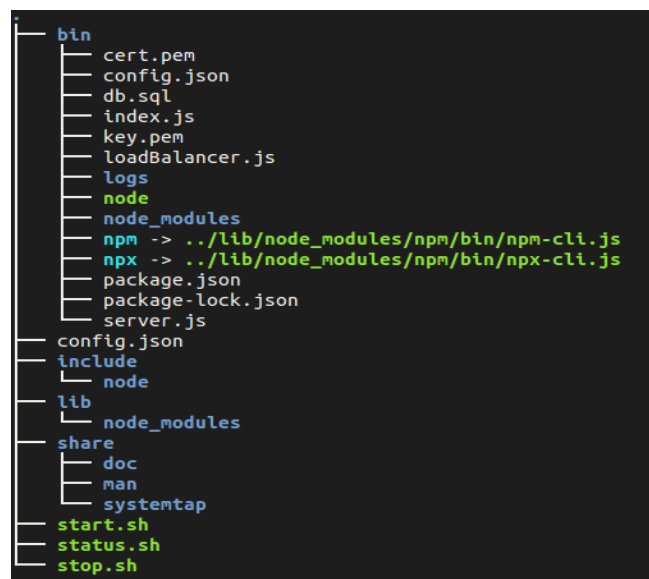 .
├── bin
│   ├── cert.pem
│   ├── config.json
│   ├── db.sql
│   ├── index.js
│   ├── key.pem
│   ├── loadBalancer.js
│   ├── logs
│   ├── node
│   ├── node_modules
│   ├── npm -> ../lib/node_modules/npm/bin/npm-cli.js
│   ├── npx -> ../lib/node_modules/npm/bin/npx-cli.js
│   ├── package.json
│   ├── package-lock.json
│   └── server.js
├── config.json
├── include
│   └── node
├── lib
│   └── node_modules
├── share
│   ├── doc
│   ├── man
│   └── systemtap
├── start.sh
├── status.sh
└── stop.sh